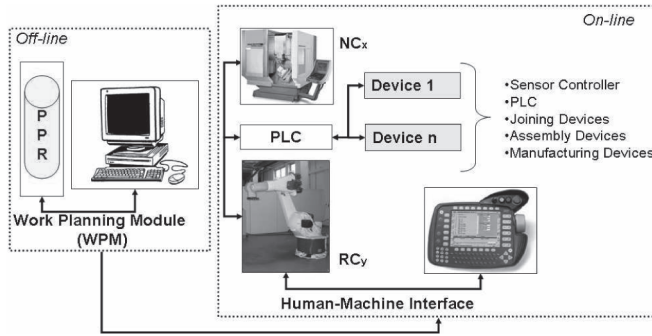 Off-line
On-line
P
P
R
Work Planning Module
(WPM)
NCx
PLC
Device 1
Device n
•Sensor Controller
•PLC
•Joining Devices
•Assembly Devices
•Manufacturing Devices
RCy
Human-Machine Interface